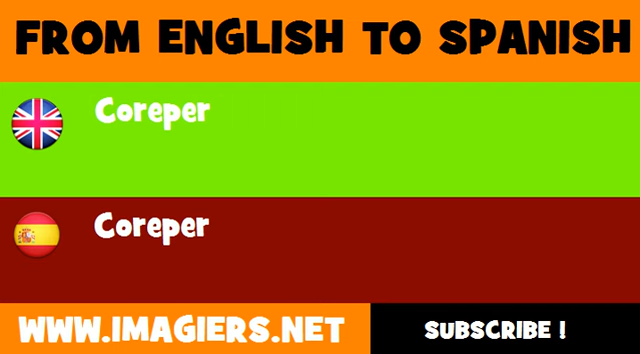 FROM ENGLISH TO SPANISH
Coreper
Coreper
WWW.IMAGIERS.NET
SUBSCRIBE !